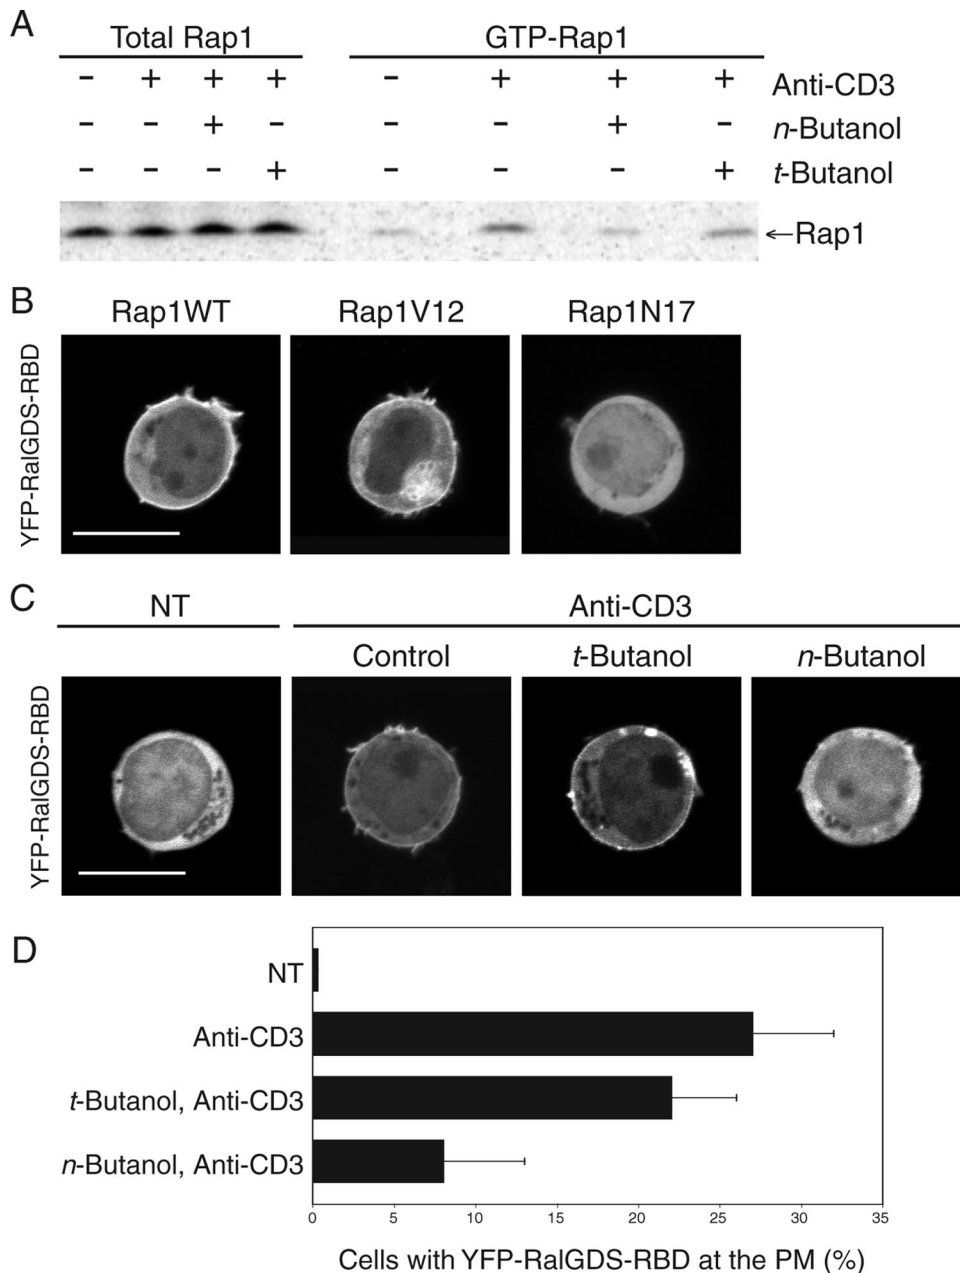 A
Total Rap1 GTP-Rap1
- + + + - + + + Anti-CD3
- - + - - - + - n-Butanol
- - - + - - - + t-Butanol
←Rap1
B
Rap1WT Rap1V12 Rap1N17
YFP-RalGDS-RBD
C
NT Anti-CD3
Control t-Butanol n-Butanol
YFP-RalGDS-RBD
D
NT
Anti-CD3
t-Butanol, Anti-CD3
n-Butanol, Anti-CD3
0 5 10 15 20 25 30 35
Cells with YFP-RalGDS-RBD at the PM (%)